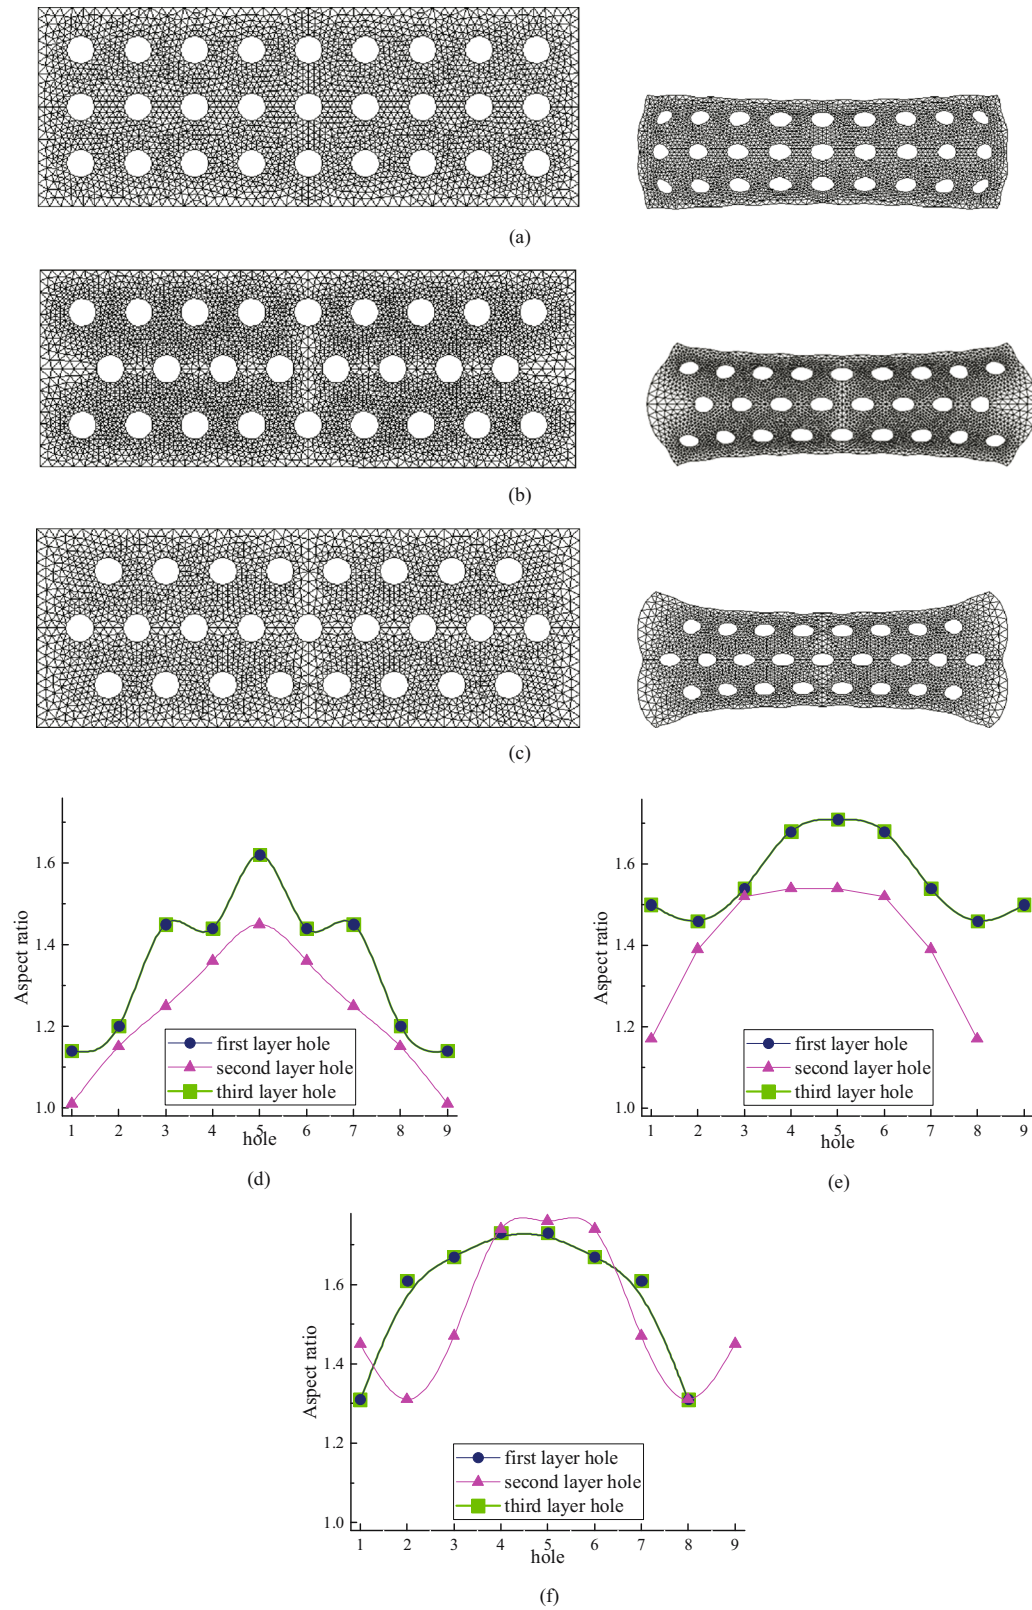 (a)
(b)
(c)
Aspect ratio
1.6
1.4
1.2
1.0
first layer hole
second layer hole
third layer hole
1 2 3 4 5 6 7 8 9
hole
(d)
Aspect ratio
1.6
1.4
1.2
1.0
first layer hole
second layer hole
third layer hole
1 2 3 4 5 6 7 8 9
hole
(e)
Aspect ratio
1.6
1.4
1.2
1.0
first layer hole
second layer hole
third layer hole
1 2 3 4 5 6 7 8 9
hole
(f)